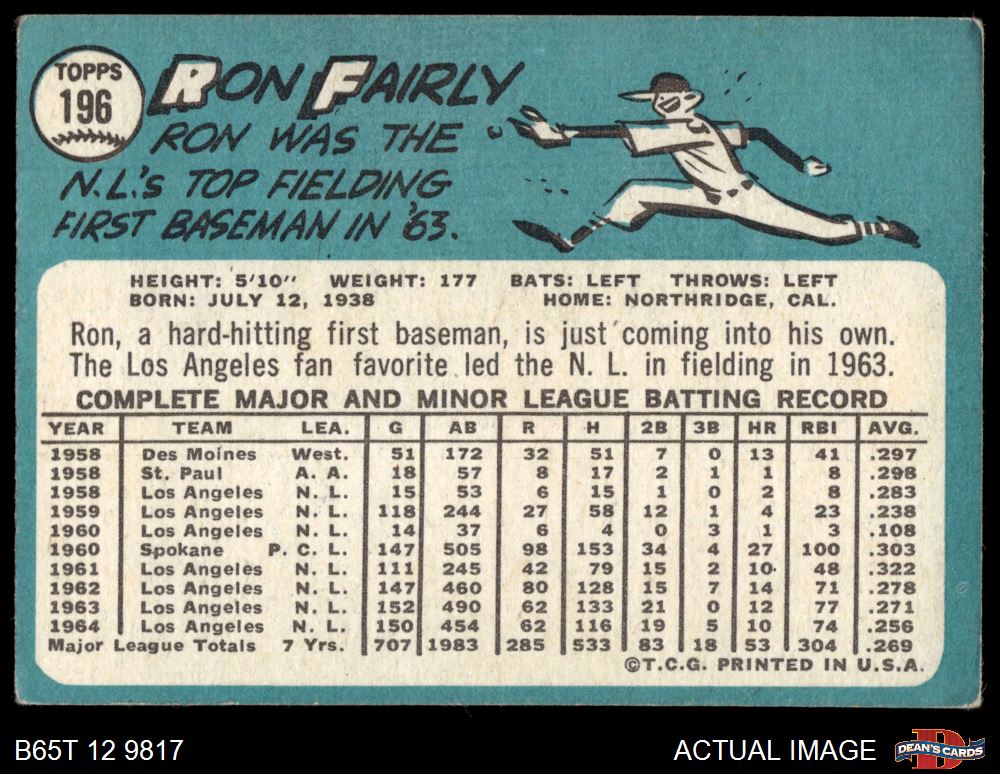 TOPPS
196
RON FAIRLY
RON WAS THE
N.L.'S TOP FIELDING
FIRST BASEMAN IN '63.
HEIGHT: 5'10" WEIGHT: 177 BATS: LEFT THROWS: LEFT
BORN: JULY 12, 1938 HOME: NORTHRIDGE, CAL.
Ron, a hard-hitting first baseman, is just coming into his own.
The Los Angeles fan favorite led the N. L. in fielding in 1963.
COMPLETE MAJOR AND MINOR LEAGUE BATTING RECORD
YEAR TEAM LEA. G AB R H 2B 3B HR RBI AVG.
1958 Des Moines West. 51 172 32 51 7 0 13 41 .297
1958 St. Paul A. A. 18 57 8 17 2 1 1 8 .298
1958 Los Angeles N. L. 15 53 6 15 1 0 2 8 .283
1959 Los Angeles N. L. 118 244 27 58 12 1 4 23 .238
1960 Los Angeles N. L. 14 37 6 4 0 3 1 3 .108
1960 Spokane P. C. L. 147 505 98 153 34 4 27 100 .303
1961 Los Angeles N. L. 111 245 42 79 15 2 10 48 .322
1962 Los Angeles N. L. 147 460 80 128 15 7 14 71 .278
1963 Los Angeles N. L. 152 490 62 133 21 0 12 77 .271
1964 Los Angeles N. L. 150 454 62 116 19 5 10 74 .256
Major League Totals 7 Yrs. 707 1983 285 533 83 18 53 304 .269
©T.C.G. PRINTED IN U.S.A.
B65T 12 9817
ACTUAL IMAGE
D
DEAN'S CARDS